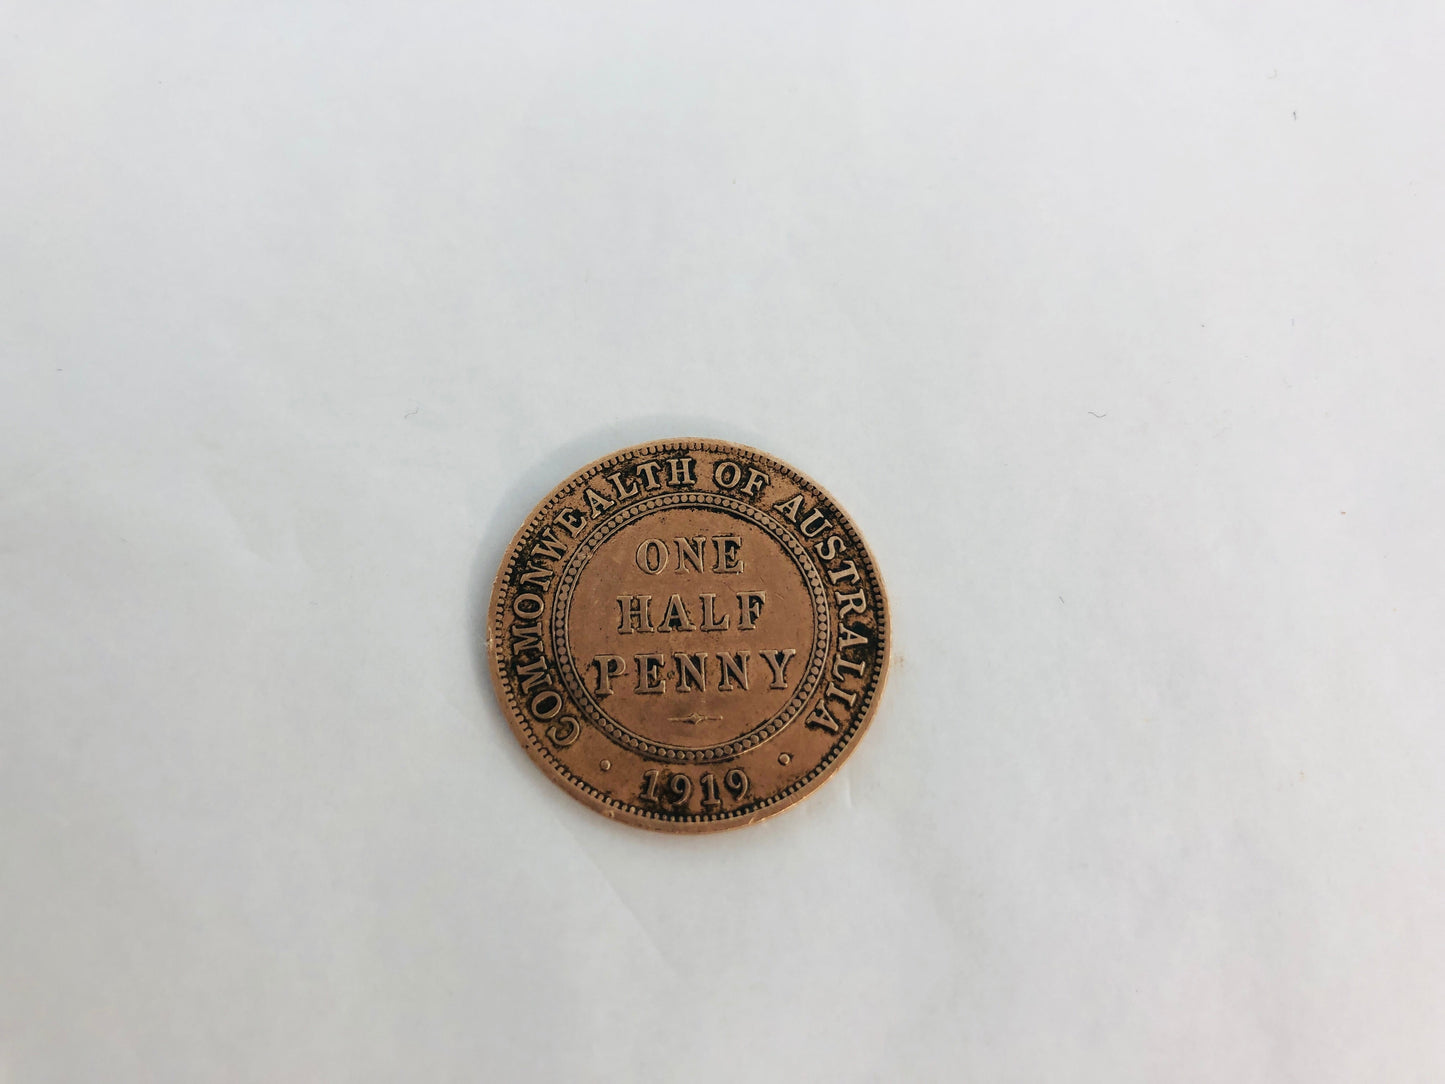 COMMONWEALTH OF AUSTRALIA
ONE
HALF
PENNY
1919